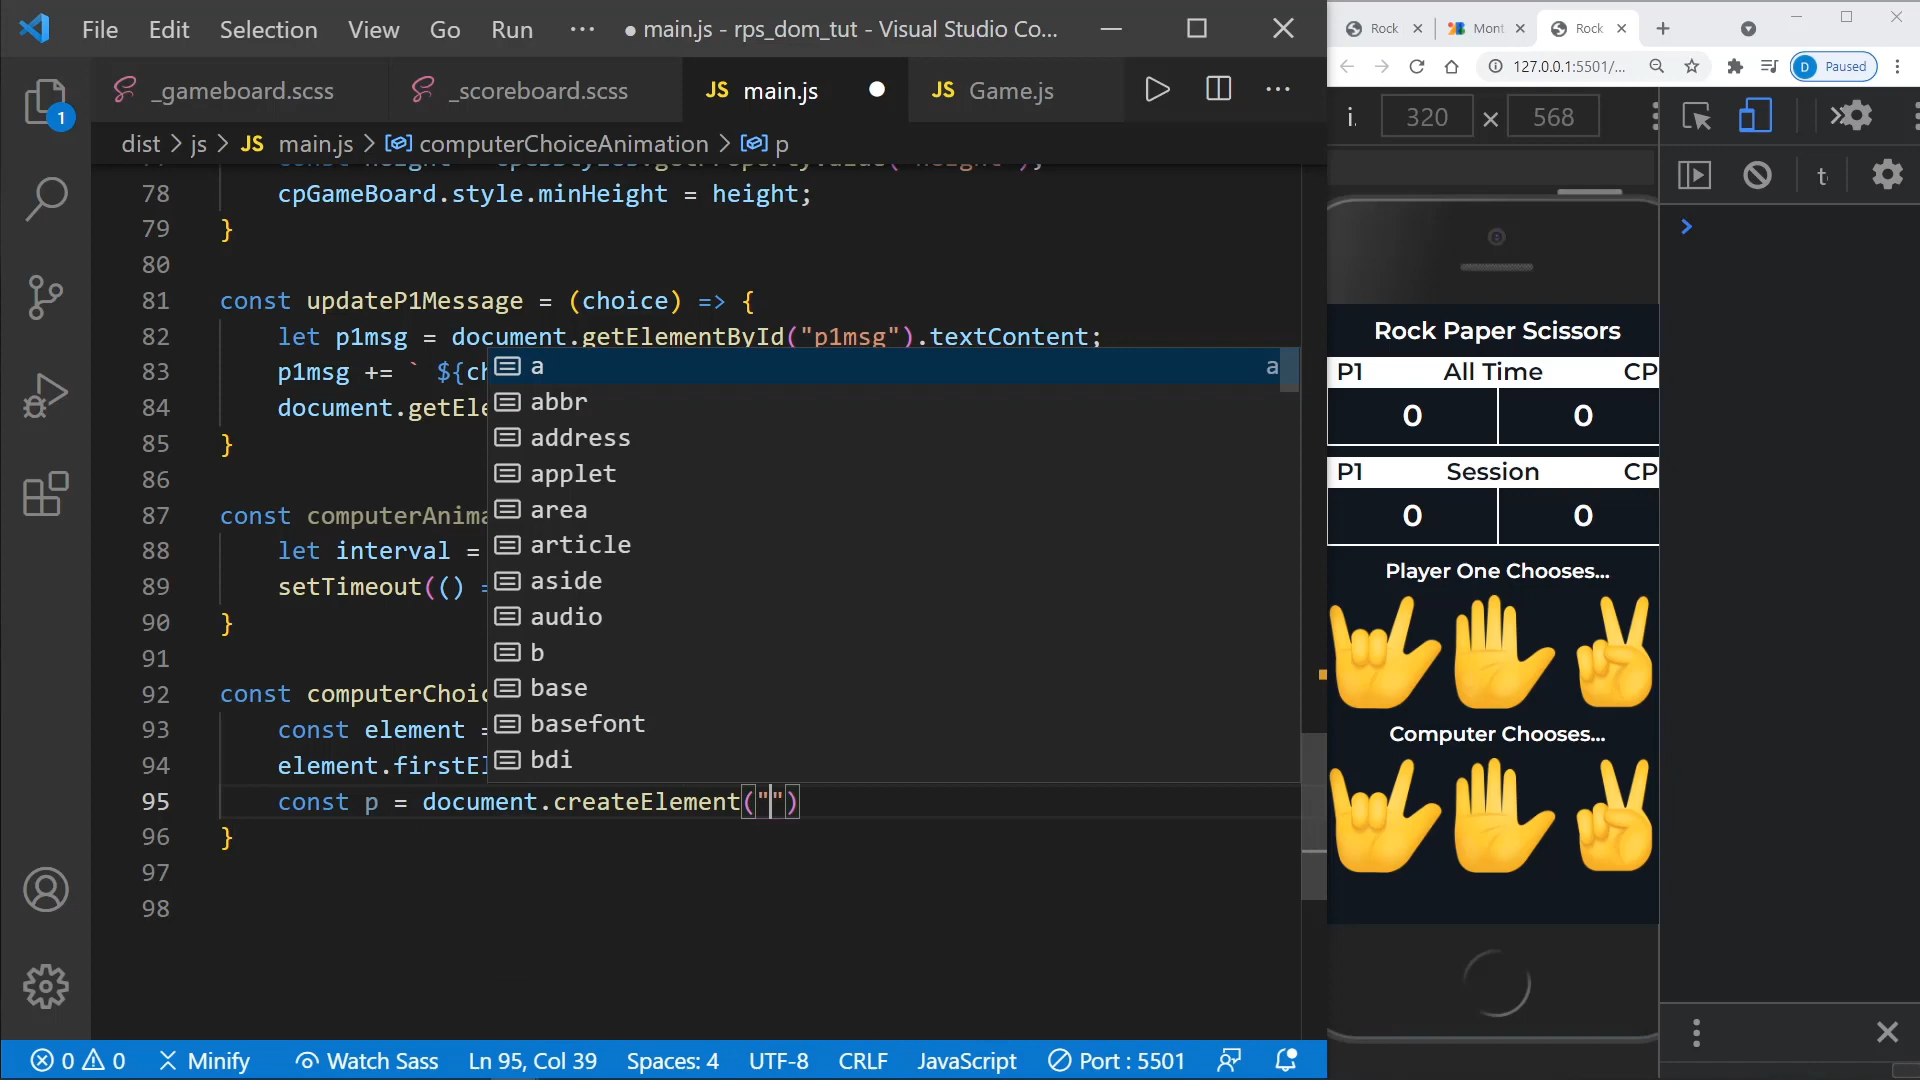 File Edit Selection View Go Run ··· ● main.js - rps_dom_tut - Visual Studio Co...
_gameboard.scss _scoreboard.scss JS main.js ● JS Game.js
dist > js > JS main.js > computerChoiceAnimation > p
78 cpGameBoard.style.minHeight = height;
79 }
80
81 const updateP1Message = (choice) => {
82 let p1msg = document.getElementById("p1msg").textContent;
83 p1msg += ` ${ch
84 document.getEle
85 }
86
87 const computerAnima
88 let interval =
89 setTimeout(() =
90 }
91
92 const computerChoic
93 const element =
94 element.firstEl
95 const p = document.createElement("")
96 }
97
98
a a
abbr
address
applet
area
article
aside
audio
b
base
basefont
bdi
1
0 0 Minify Watch Sass Ln 95, Col 39 Spaces: 4 UTF-8 CRLF JavaScript Port : 5501
Rock Mont Rock
127.0.0.1:5501/... D Paused
320 × 568
Rock Paper Scissors
P1 All Time CP
0 0
P1 Session CP
0 0
Player One Chooses...
Computer Chooses...